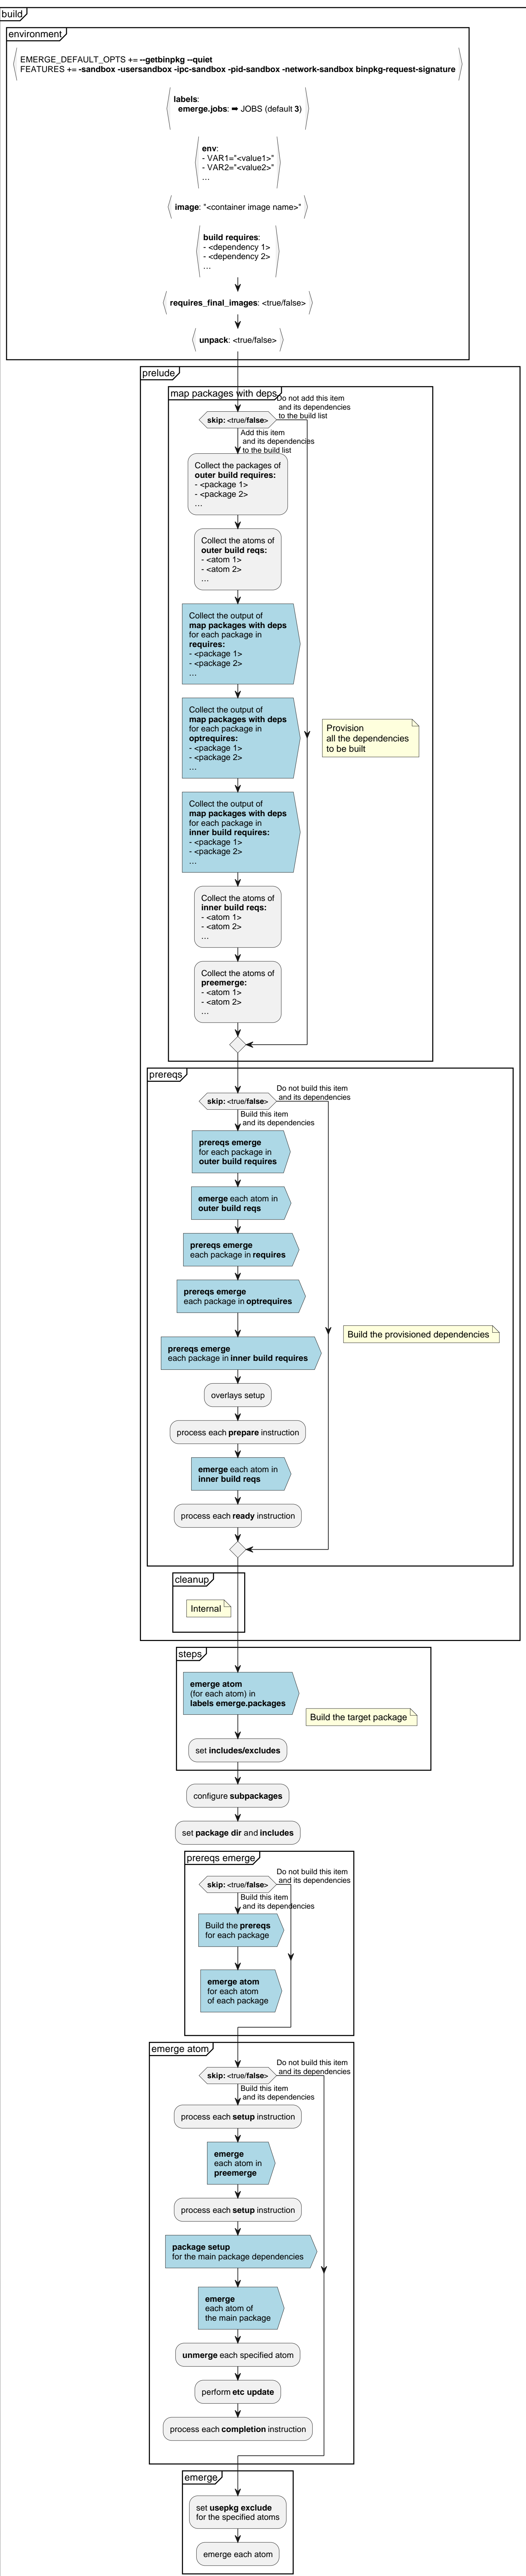 build
environment
EMERGE_DEFAULT_OPTS += --getbinpkg --quiet
FEATURES += -sandbox -usersandbox -ipc-sandbox -pid-sandbox -network-sandbox binpkg-request-signature
labels:
emerge.jobs: ➡ JOBS (default 3)
env:
- VAR1="<value1>"
- VAR2="<value2>"
...
image: "<container image name>"
build requires:
- <dependency 1>
- <dependency 2>
...
requires_final_images: <true/false>
unpack: <true/false>
prelude
map packages with deps
skip: <true/false>
Do not add this item
and its dependencies
to the build list
Add this item
and its dependencies
to the build list
Collect the packages of
outer build requires:
- <package 1>
- <package 2>
...
Collect the atoms of
outer build reqs:
- <atom 1>
- <atom 2>
...
Collect the output of
map packages with deps
for each package in
requires:
- <package 1>
- <package 2>
...
Collect the output of
map packages with deps
for each package in
optrequires:
- <package 1>
- <package 2>
...
Provision
all the dependencies
to be built
Collect the output of
map packages with deps
for each package in
inner build requires:
- <package 1>
- <package 2>
...
Collect the atoms of
inner build reqs:
- <atom 1>
- <atom 2>
...
Collect the atoms of
preemerge:
- <atom 1>
- <atom 2>
...
prereqs
skip: <true/false>
Do not build this item
and its dependencies
Build this item
and its dependencies
prereqs emerge
for each package in
outer build requires
emerge each atom in
outer build reqs
prereqs emerge
each package in requires
prereqs emerge
each package in optrequires
Build the provisioned dependencies
prereqs emerge
each package in inner build requires
overlays setup
process each prepare instruction
emerge each atom in
inner build reqs
process each ready instruction
cleanup
Internal
steps
emerge atom
(for each atom) in
labels emerge.packages
Build the target package
set includes/excludes
configure subpackages
set package dir and includes
prereqs emerge
skip: <true/false>
Do not build this item
and its dependencies
Build this item
and its dependencies
Build the prereqs
for each package
emerge atom
for each atom
of each package
emerge atom
skip: <true/false>
Do not build this item
and its dependencies
Build this item
and its dependencies
process each setup instruction
emerge
each atom in
preemerge
process each setup instruction
package setup
for the main package dependencies
emerge
each atom of
the main package
unmerge each specified atom
perform etc update
process each completion instruction
emerge
set usepkg exclude
for the specified atoms
emerge each atom